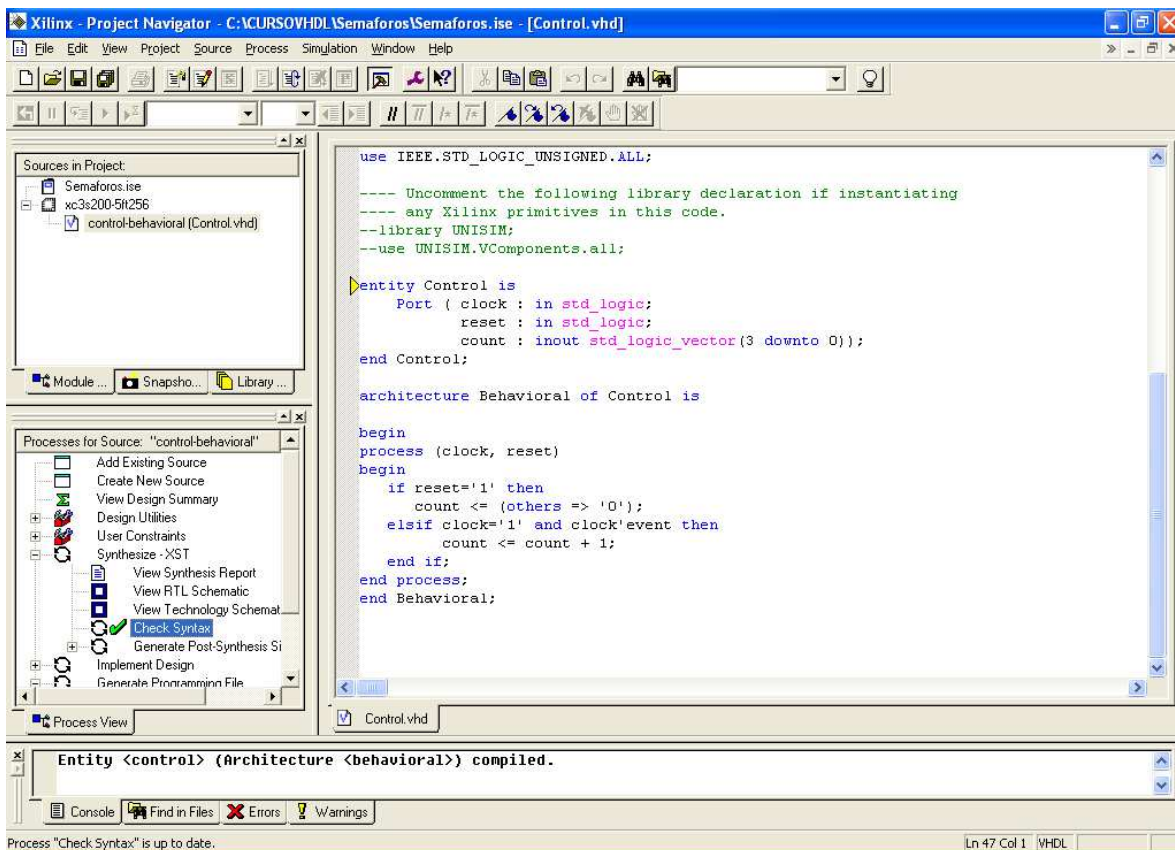 Xilinx - Project Navigator - C:\CURSOVHDL\Semaforos\Semaforos.ise - [Control.vhd]
File Edit View Project Source Process Simulation Window Help
Sources in Project:
Semaforos.ise
xc3s200-5ft256
control-behavioral (Control.vhd)
Module ... Snapsho... Library ...
Processes for Source: "control-behavioral"
Add Existing Source
Create New Source
View Design Summary
Design Utilities
User Constraints
Synthesize - XST
View Synthesis Report
View RTL Schematic
View Technology Schemat
Check Syntax
Generate Post-Synthesis Si
Implement Design
Generate Programming File
Process View
use IEEE.STD_LOGIC_UNSIGNED.ALL;
---- Uncomment the following library declaration if instantiating
---- any Xilinx primitives in this code.
--library UNISIM;
--use UNISIM.VComponents.all;
entity Control is
Port ( clock : in std_logic;
reset : in std_logic;
count : inout std_logic_vector(3 downto 0));
end Control;
architecture Behavioral of Control is
begin
process (clock, reset)
begin
if reset='1' then
count <= (others => '0');
elsif clock='1' and clock'event then
count <= count + 1;
end if;
end process;
end Behavioral;
Control.vhd
Entity <control> (Architecture <behavioral>) compiled.
Console Find in Files Errors Warnings
Process "Check Syntax" is up to date. Ln 47 Col 1 VHDL